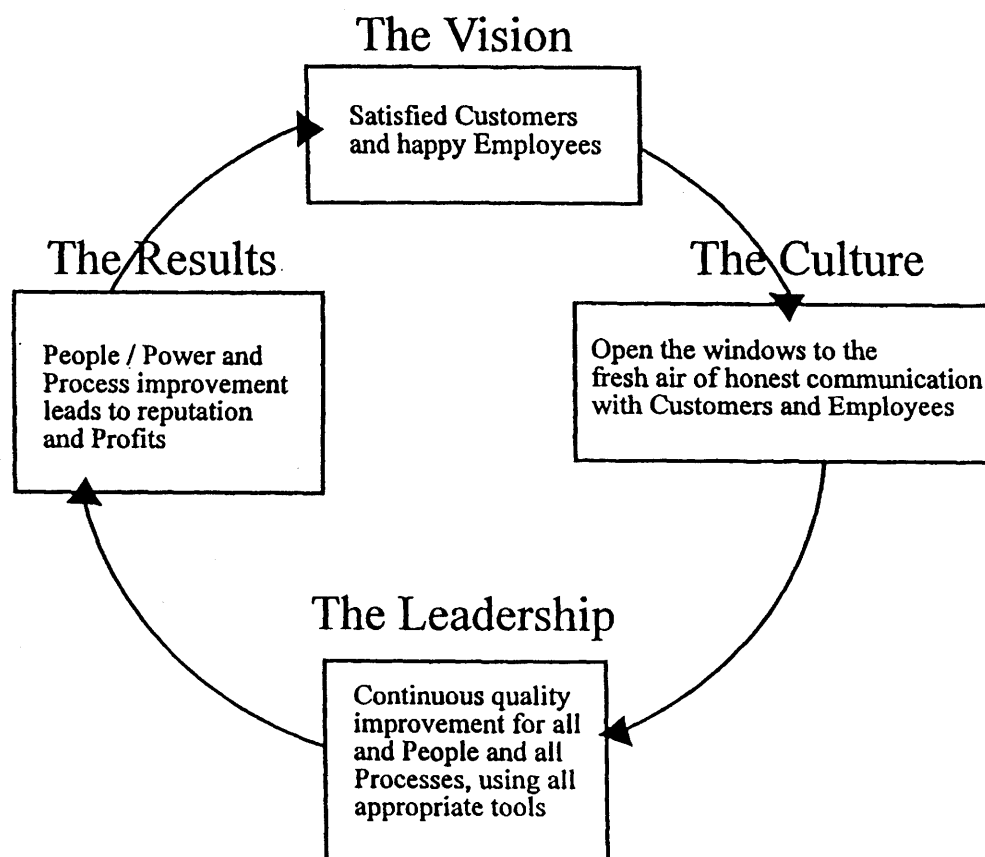 The Vision
Satisfied Customers
and happy Employees
The Results
The Culture
People / Power and
Process improvement
leads to reputation
and Profits
Open the windows to the
fresh air of honest communication
with Customers and Employees
The Leadership
Continuous quality
improvement for all
and People and all
Processes, using all
appropriate tools